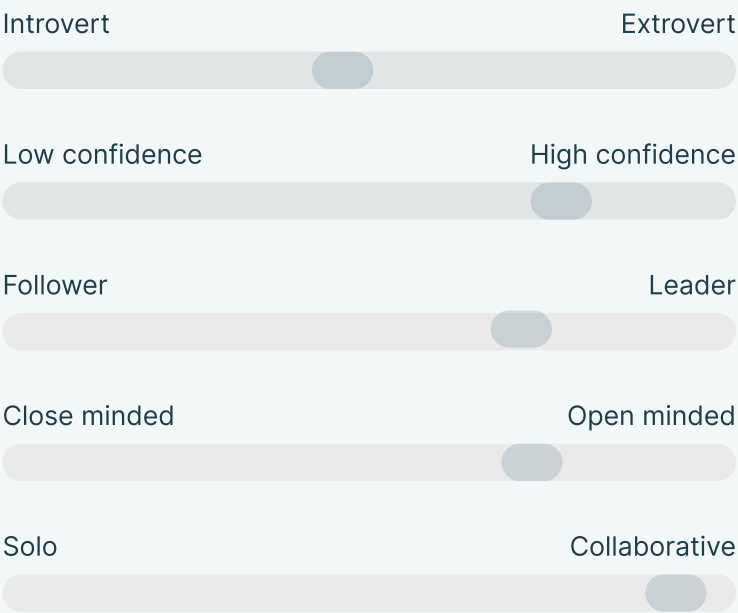 Introvert Extrovert
Low confidence High confidence
Follower Leader
Close minded Open minded
Solo Collaborative